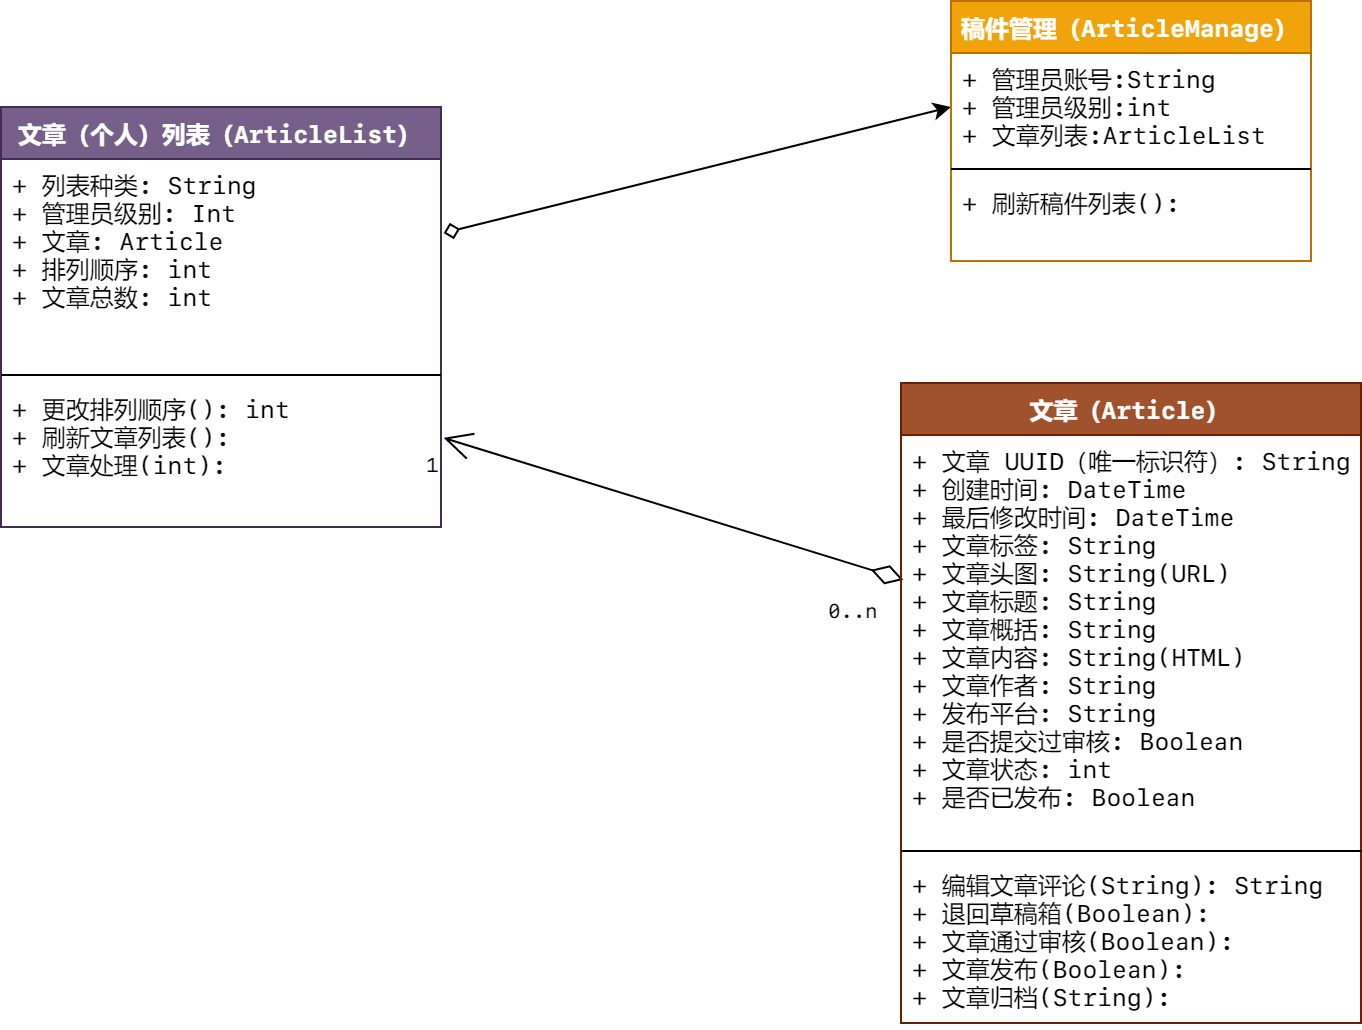 稿件管理（ArticleManage）
+ 管理员账号:String
+ 管理员级别:int
+ 文章列表:ArticleList
+ 刷新稿件列表():
文章（个人）列表（ArticleList）
+ 列表种类: String
+ 管理员级别: Int
+ 文章: Article
+ 排列顺序: int
+ 文章总数: int
+ 更改排列顺序(): int
+ 刷新文章列表():
+ 文章处理(int):
1
0..n
文章（Article）
+ 文章 UUID（唯一标识符）: String
+ 创建时间: DateTime
+ 最后修改时间: DateTime
+ 文章标签: String
+ 文章头图: String(URL)
+ 文章标题: String
+ 文章概括: String
+ 文章内容: String(HTML)
+ 文章作者: String
+ 发布平台: String
+ 是否提交过审核: Boolean
+ 文章状态: int
+ 是否已发布: Boolean
+ 编辑文章评论(String): String
+ 退回草稿箱(Boolean):
+ 文章通过审核(Boolean):
+ 文章发布(Boolean):
+ 文章归档(String):